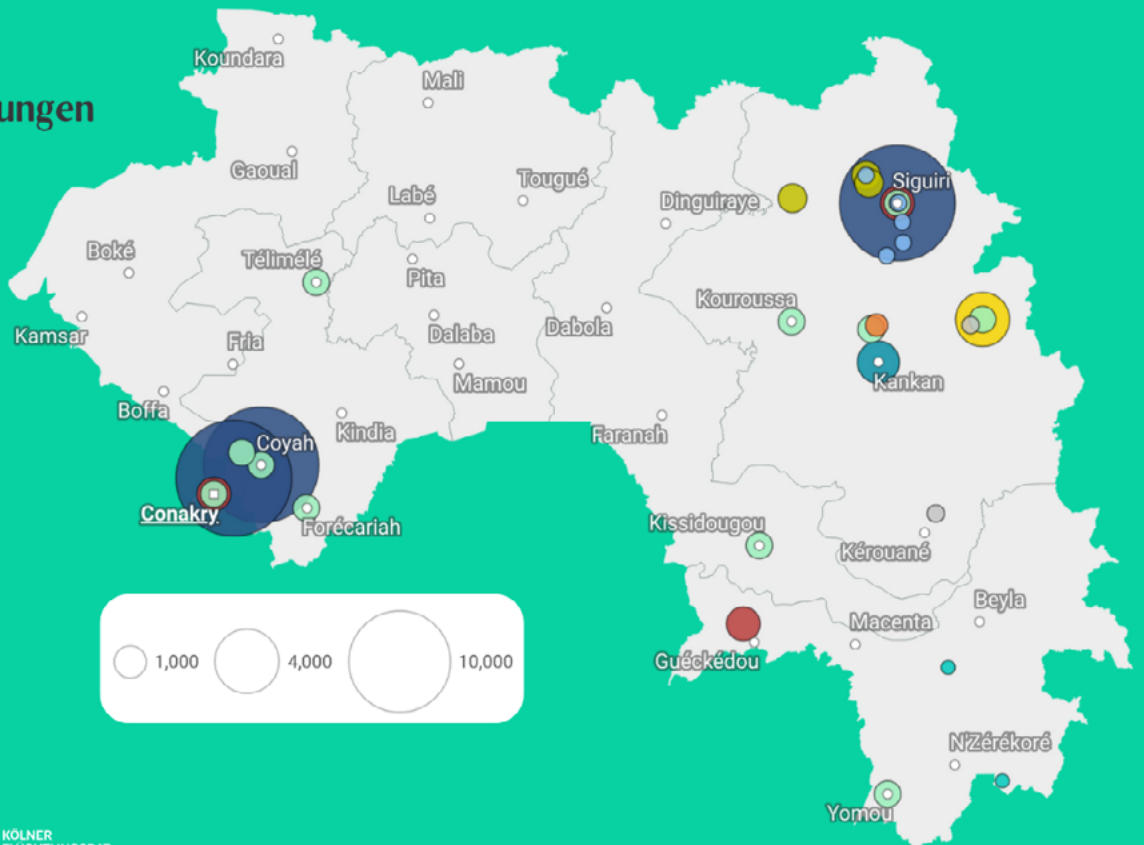 ungen
Koundara
Mali
Gaoual
Labé
Tougué
Dinguiraye
Siguiri
Boké
Télimélé
Pita
Kouroussa
Kamsar
Fria
Dalaba
Dabola
Mamou
Kankan
Boffa
Kindia
Coyah
Faranah
Conakry
Forécariah
Kissidougou
Kérouané
Beyla
Macenta
Guéckédou
1,000
4,000
10,000
N'Zérékoré
Yomou
KÖLNER